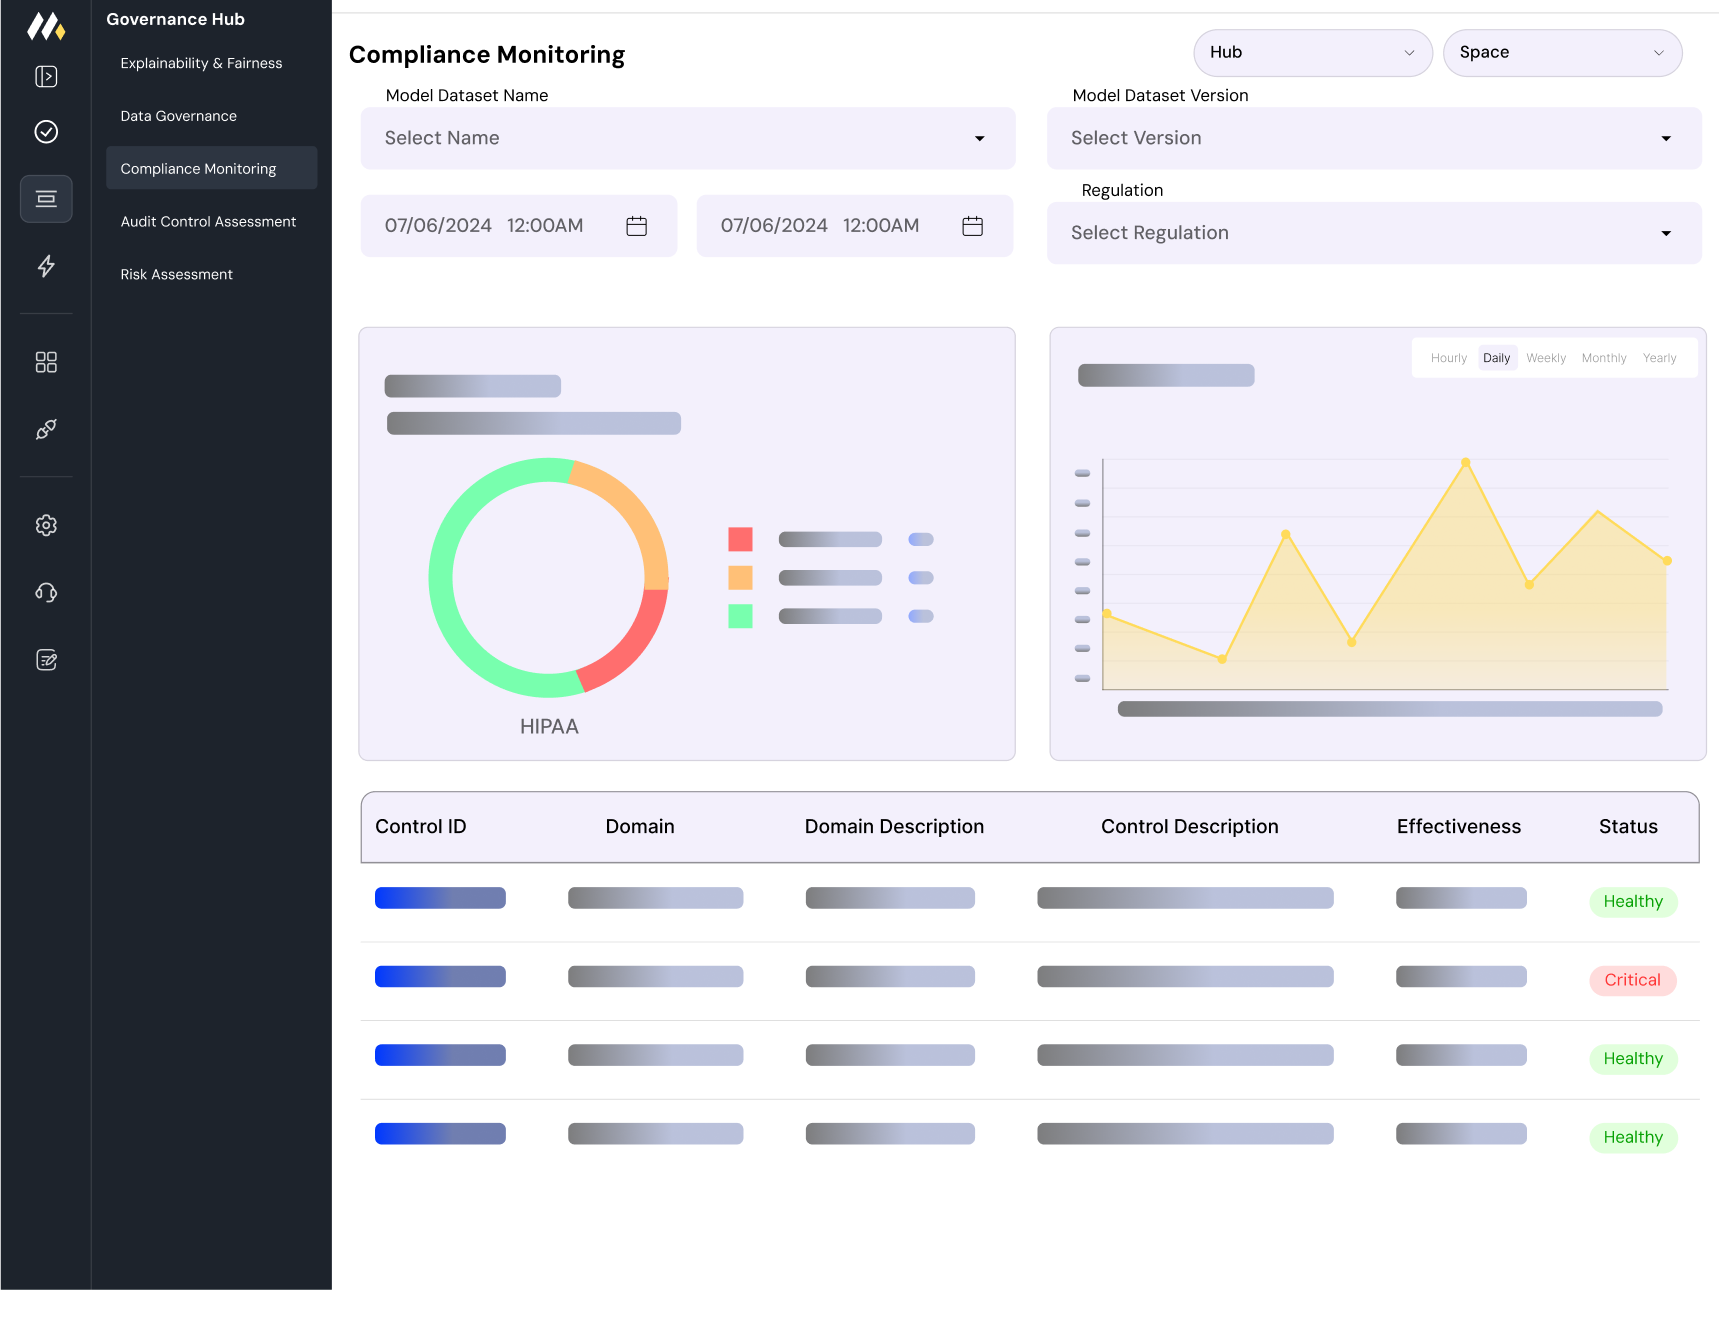 Governance Hub
Explainability & Fairness
Data Governance
Compliance Monitoring
Audit Control Assessment
Risk Assessment
Compliance Monitoring
Hub
Space
Model Dataset Name
Model Dataset Version
Select Name
Select Version
Regulation
07/06/2024 12:00AM
07/06/2024 12:00AM
Select Regulation
Hourly Daily Weekly Monthly Yearly
HIPAA
Control ID Domain Domain Description Control Description Effectiveness Status
Healthy
Critical
Healthy
Healthy